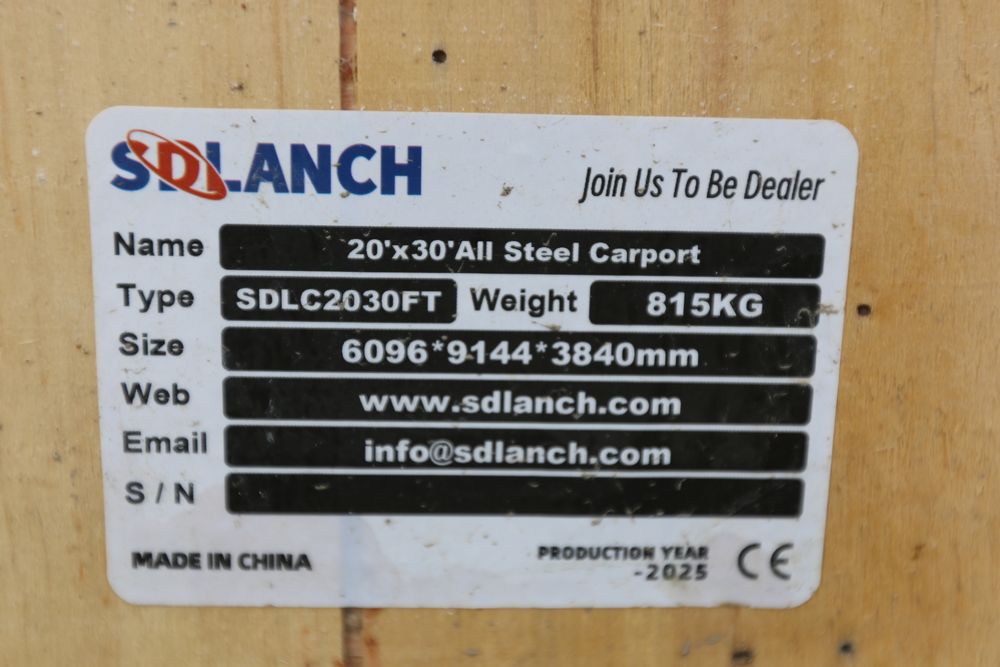 SDLANCH
Join Us To Be Dealer
Name 20'x30'All Steel Carport
Type SDLC2030FT Weight 815KG
Size 6096*9144*3840mm
Web www.sdlanch.com
Email info@sdlanch.com
S / N
MADE IN CHINA
PRODUCTION YEAR
-2025
CE